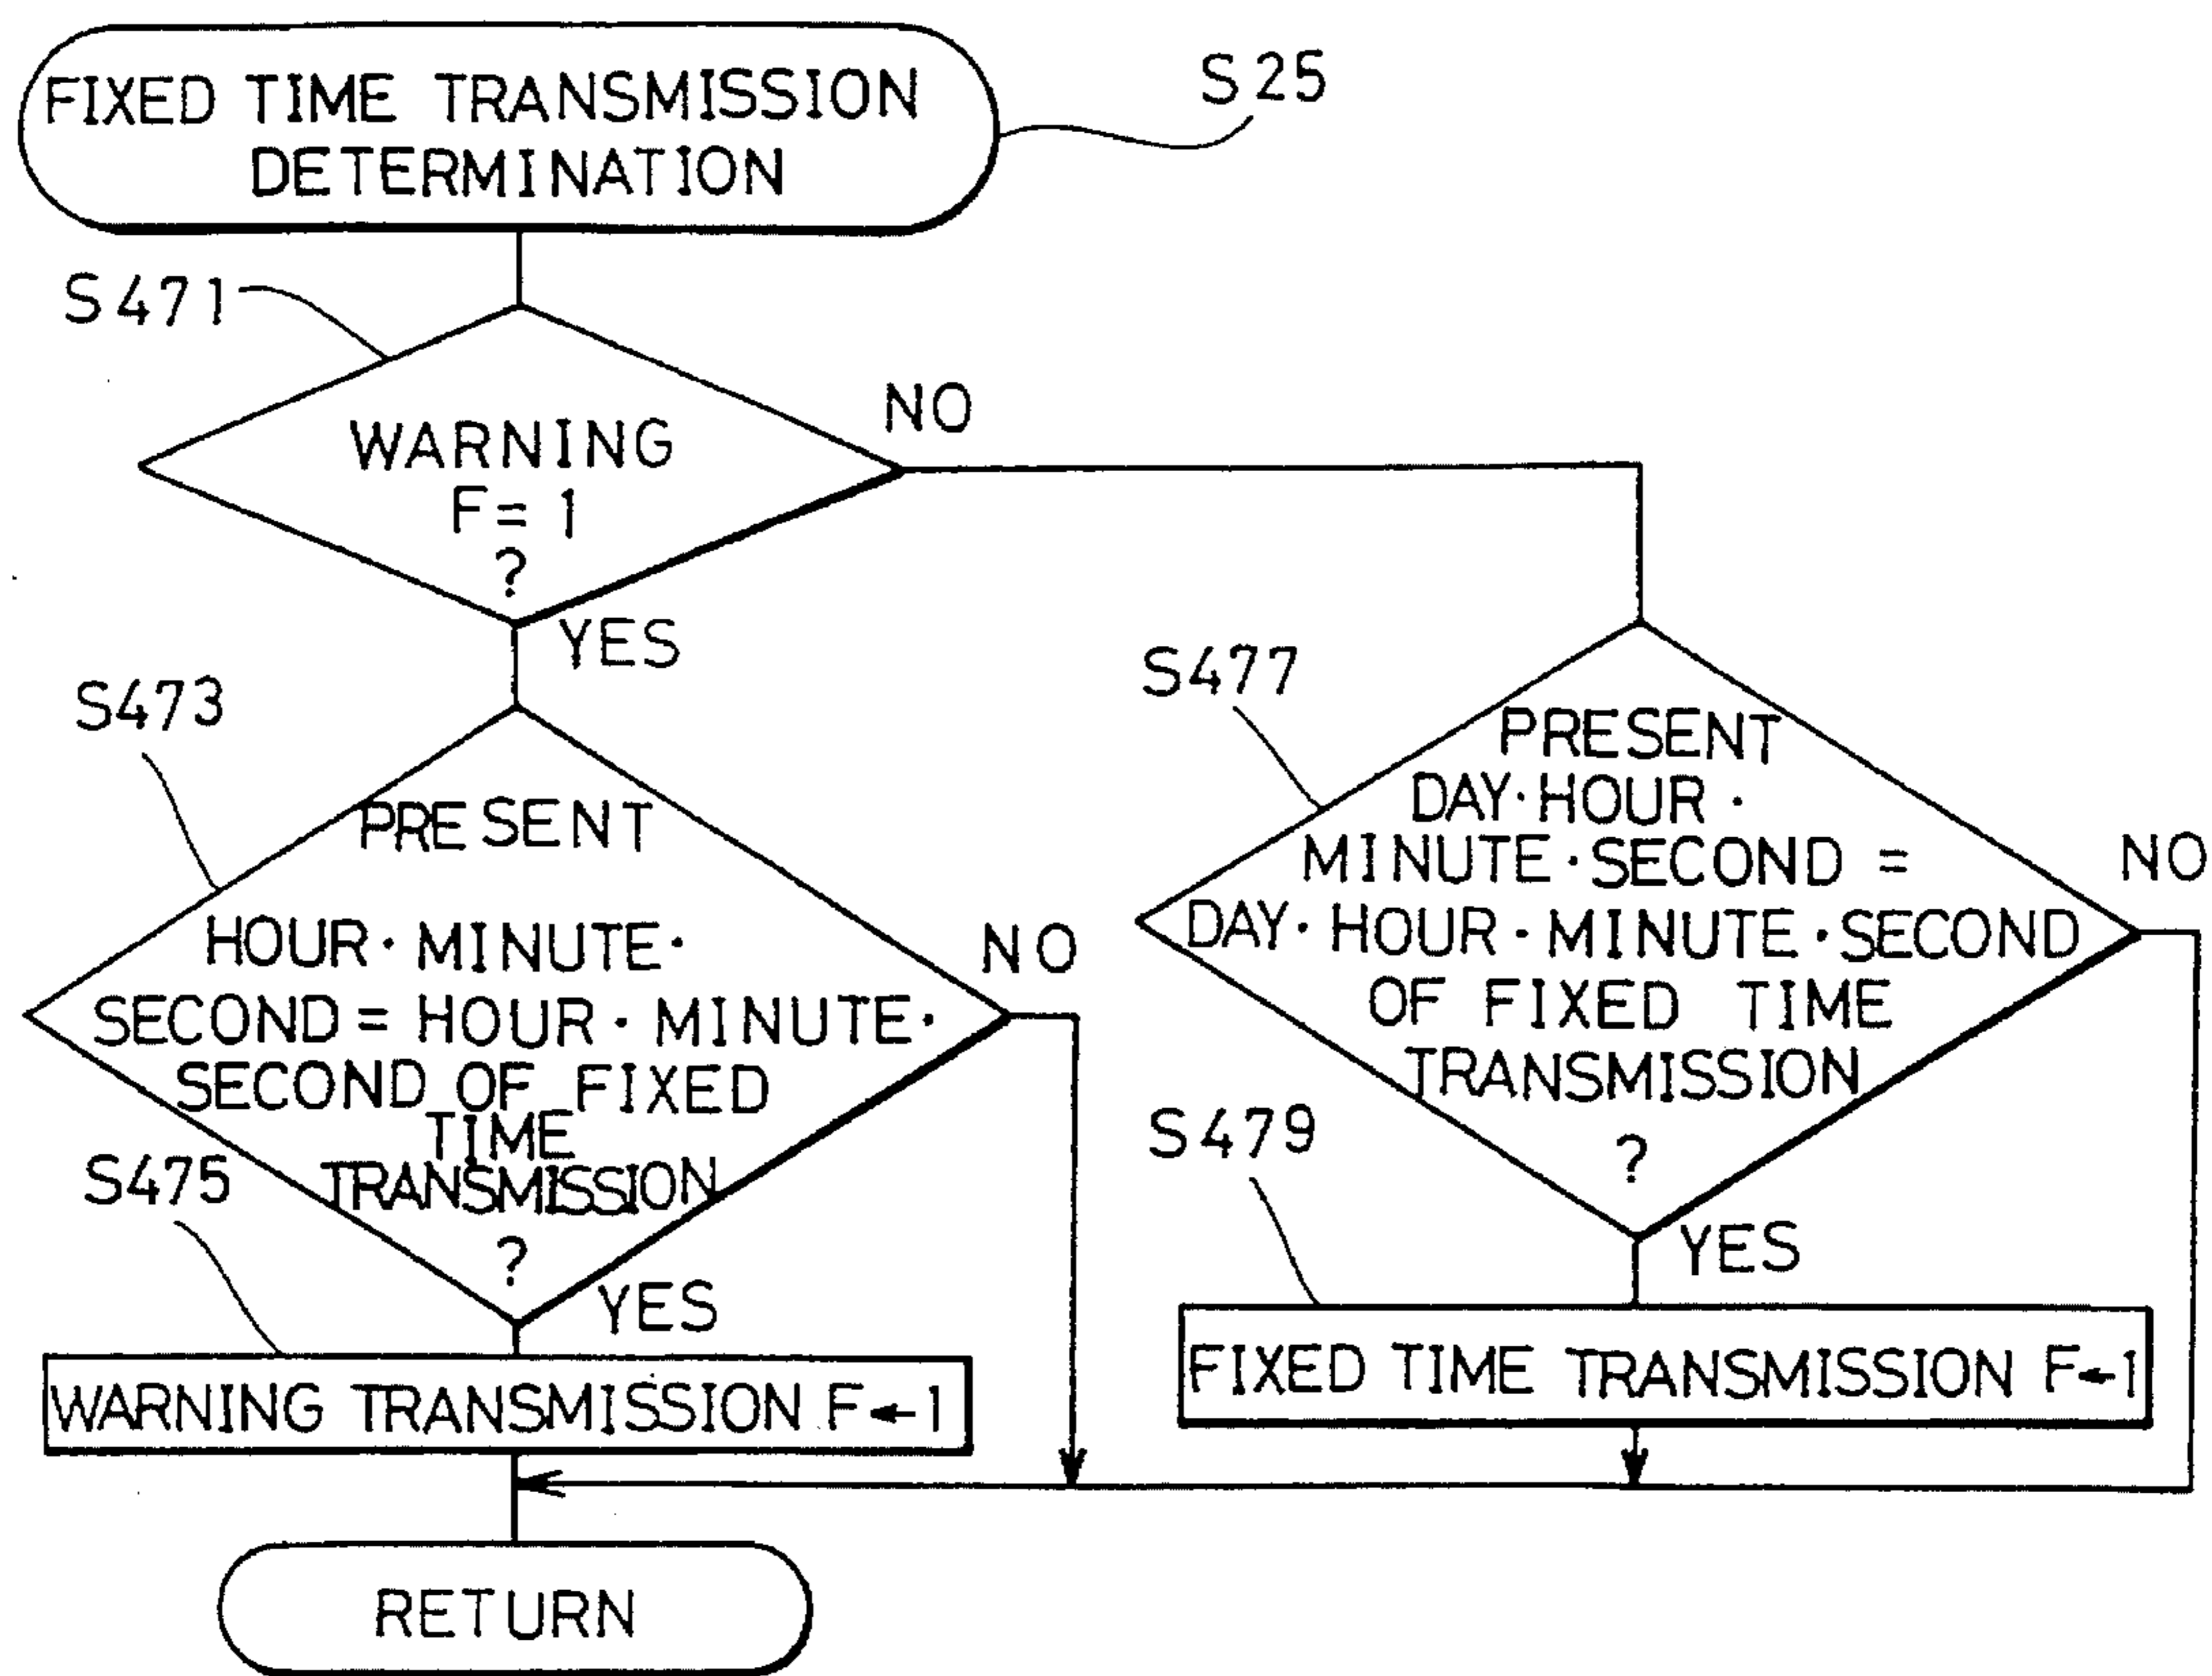 FIXED TIME TRANSMISSION
DETERMINATION
S25
S471
WARNING
F = 1
?
NO
YES
S473
PRESENT
HOUR・MINUTE・
SECOND = HOUR・MINUTE・
SECOND OF FIXED
TIME
TRANSMISSION
?
NO
YES
S475
WARNING TRANSMISSION F ← 1
S477
PRESENT
DAY・HOUR・
MINUTE・SECOND =
DAY・HOUR・MINUTE・SECOND
OF FIXED TIME
TRANSMISSION
?
NO
YES
S479
FIXED TIME TRANSMISSION F ← 1
RETURN